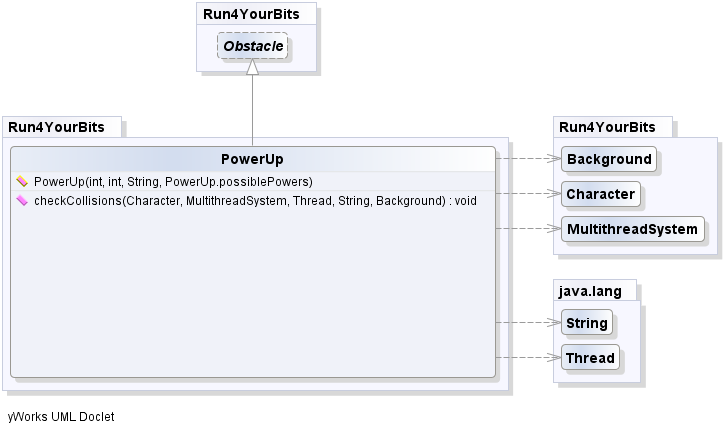 Run4YourBits
Obstacle
Run4YourBits
PowerUp
PowerUp(int, int, String, PowerUp.possiblePowers)
checkCollisions(Character, MultithreadSystem, Thread, String, Background) : void
Run4YourBits
Background
Character
MultithreadSystem
java.lang
String
Thread
yWorks UML Doclet